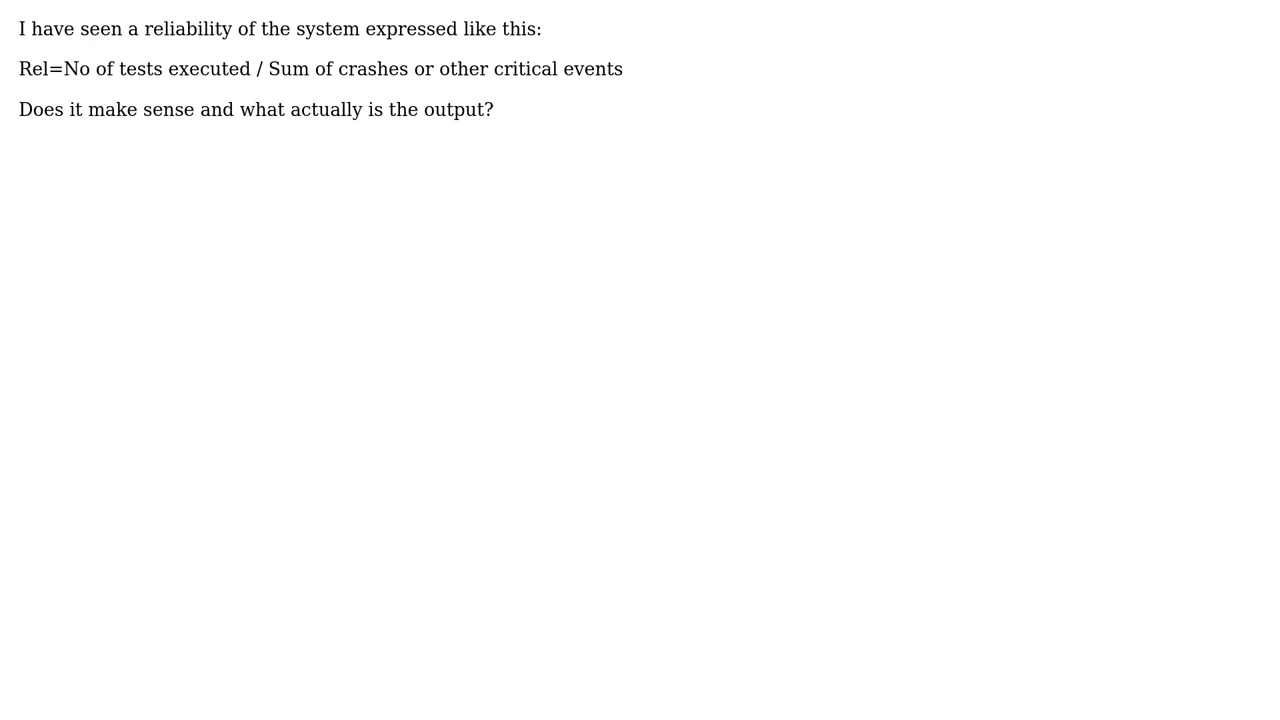 I have seen a reliability of the system expressed like this:
Rel=No of tests executed / Sum of crashes or other critical events
Does it make sense and what actually is the output?